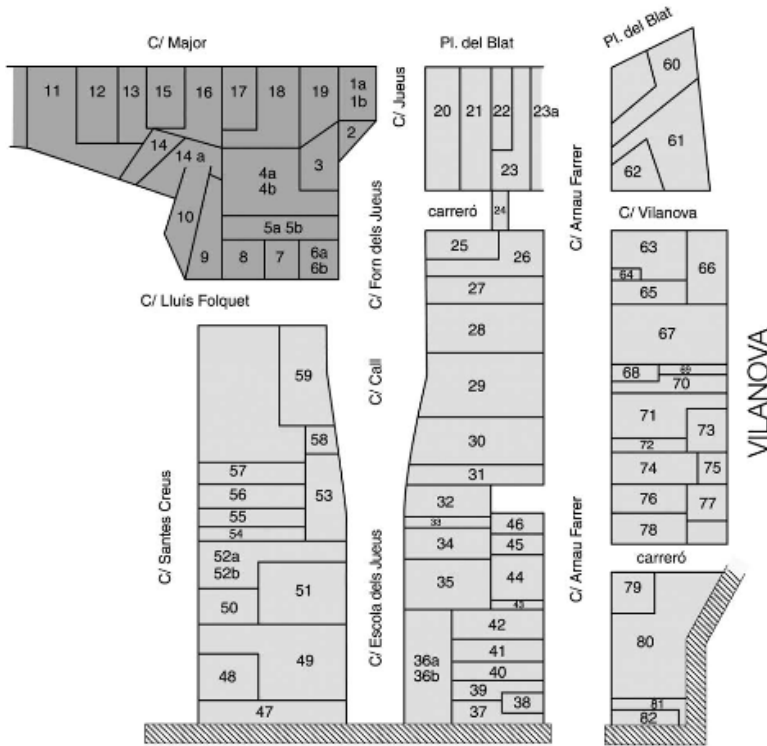 C/ Major
Pl. del Blat
Pl. del Blat
11
12
13
15
16
17
18
19
1a
1b
2
14
14 a
4a
4b
3
10
9
5a 5b
8
7
6a
6b
C/ Jueus
C/ Forn dels Jueus
C/ Lluís Folquet
20
21
22
23a
23
carreró
24
25
26
27
28
29
30
31
C/ Call
C/ Arnau Farrer
60
61
62
C/ Vilanova
63
64
65
66
67
68
69
70
71
72
73
74
75
76
77
78
VILANOVA
59
58
57
56
55
54
53
52a
52b
51
50
49
48
47
C/ Santes Creus
C/ Escola dels Jueus
32
33
34
35
46
45
44
43
42
41
40
39
38
37
36a
36b
C/ Arnau Farrer
carreró
79
80
81
82